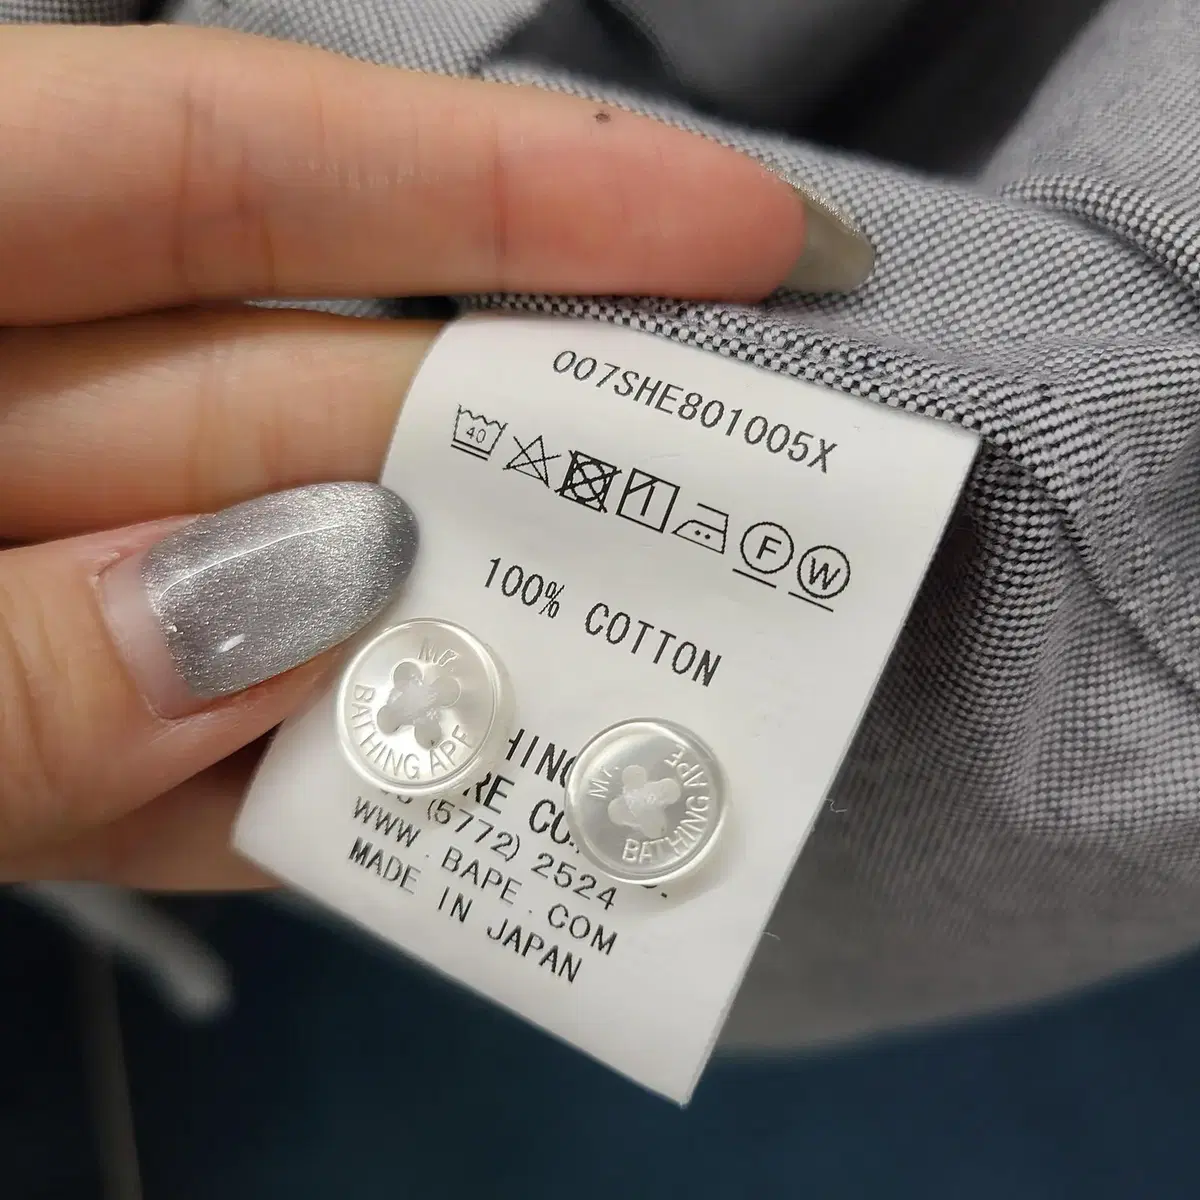 007SHE801005X
40
F W
100% COTTON
MR.
BATHING APE
MR.
BATHING APE
(5772) 2524
WWW.BAPE.COM
MADE IN JAPAN